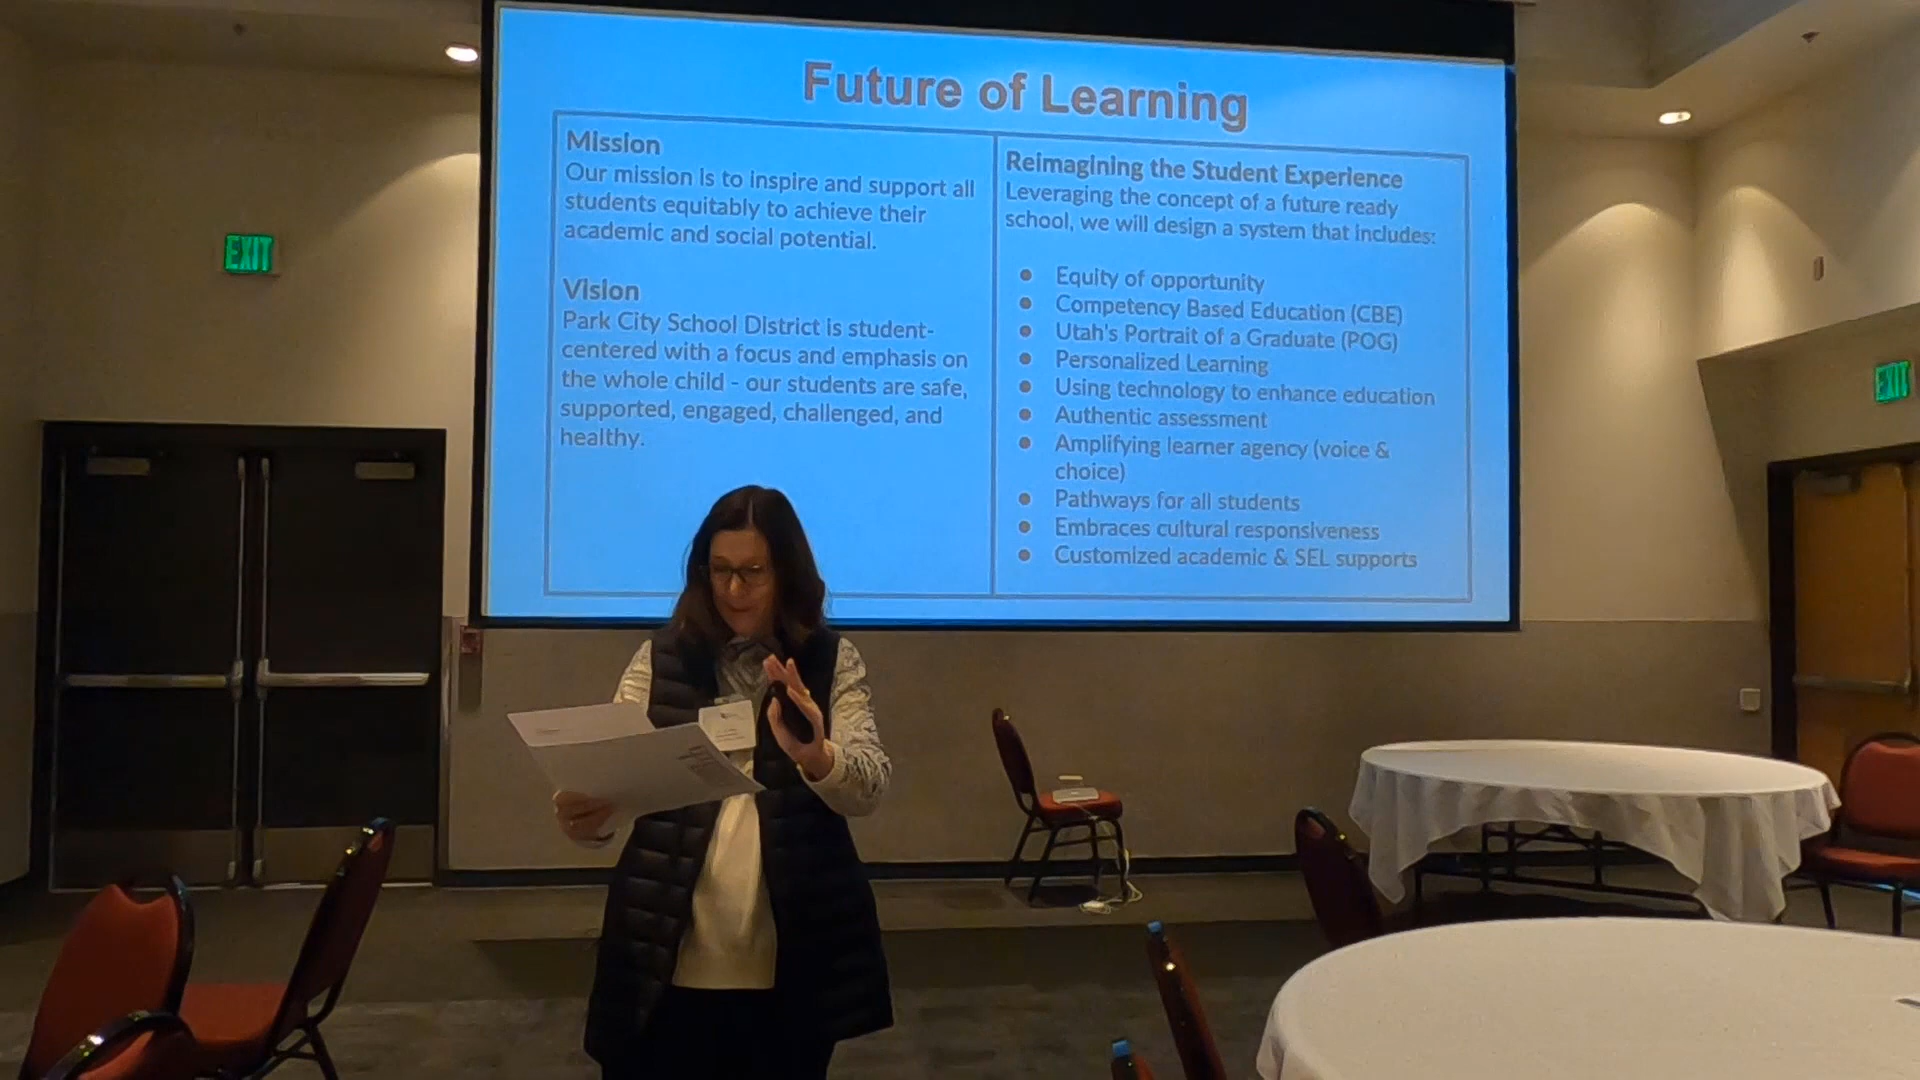 Future of Learning
Mission
Our mission is to inspire and support all
students equitably to achieve their
academic and social potential.
Vision
Park City School District is student-
centered with a focus and emphasis on
the whole child - our students are safe,
supported, engaged, challenged, and
healthy.
Reimagining the Student Experience
Leveraging the concept of a future ready
school, we will design a system that includes:
● Equity of opportunity
● Competency Based Education (CBE)
● Utah's Portrait of a Graduate (POG)
● Personalized Learning
● Using technology to enhance education
● Authentic assessment
● Amplifying learner agency (voice &
choice)
● Pathways for all students
● Embraces cultural responsiveness
● Customized academic & SEL supports
EXIT
EXIT